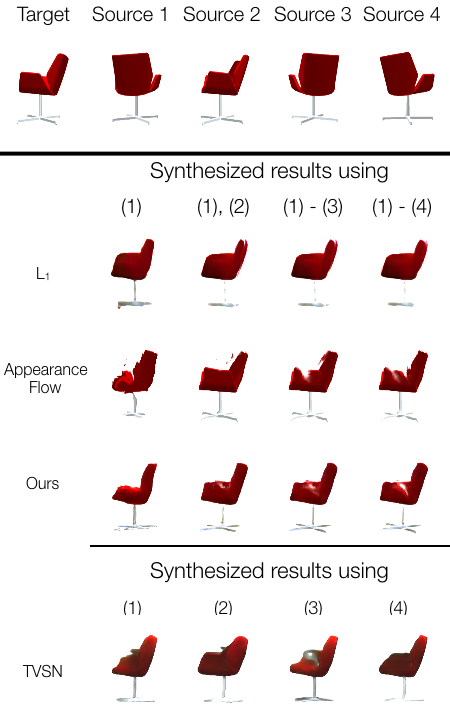 Target Source 1 Source 2 Source 3 Source 4
Synthesized results using
(1) (1), (2) (1) - (3) (1) - (4)
L₁
Appearance
Flow
Ours
Synthesized results using
(1) (2) (3) (4)
TVSN